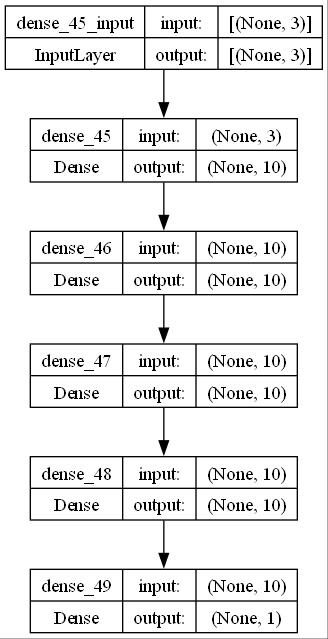 dense_45_input input: [(None, 3)]
InputLayer output: [(None, 3)]
dense_45 input: (None, 3)
Dense output: (None, 10)
dense_46 input: (None, 10)
Dense output: (None, 10)
dense_47 input: (None, 10)
Dense output: (None, 10)
dense_48 input: (None, 10)
Dense output: (None, 10)
dense_49 input: (None, 10)
Dense output: (None, 1)